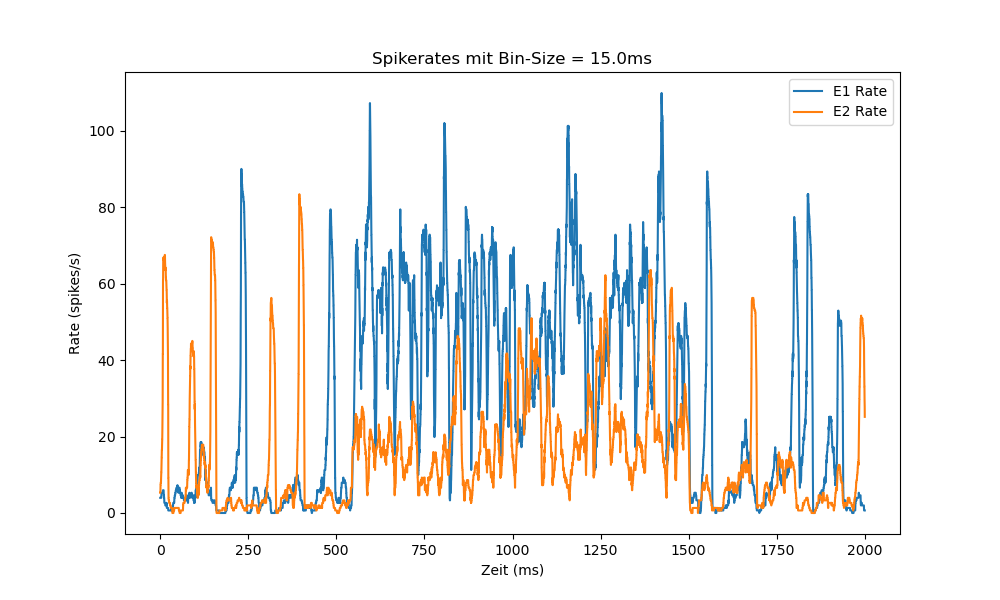 Spikerates mit Bin-Size = 15.0ms
E1 Rate
E2 Rate
100
80
60
40
20
0
Rate (spikes/s)
0 250 500 750 1000 1250 1500 1750 2000
Zeit (ms)